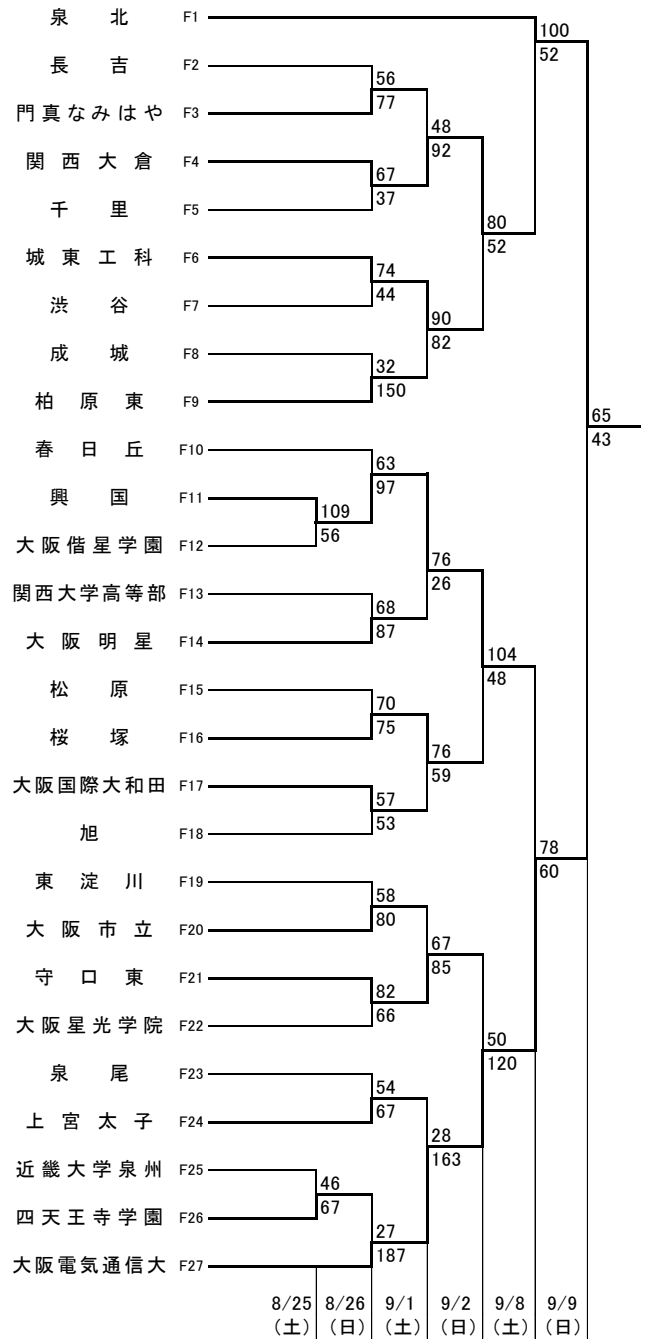 泉北 F1
100
52
長吉 F2
56
77
門真なみはや F3
48
92
関西大倉 F4
67
37
千里 F5
80
52
城東工科 F6
74
44
渋谷 F7
90
82
成城 F8
32
150
柏原東 F9
65
43
春日丘 F10
63
97
興国 F11
109
56
大阪偕星学園 F12
76
26
関西大学高等部 F13
68
87
大阪明星 F14
104
48
松原 F15
70
75
桜塚 F16
76
59
大阪国際大和田 F17
57
53
旭 F18
78
60
東淀川 F19
58
80
大阪市立 F20
67
85
守口東 F21
82
66
大阪星光学院 F22
50
120
泉尾 F23
54
67
上宮太子 F24
28
163
近畿大学泉州 F25
46
67
四天王寺学園 F26
27
187
大阪電気通信大 F27
8/25 8/26 9/1 9/2 9/8 9/9
(土) (日) (土) (日) (土) (日)